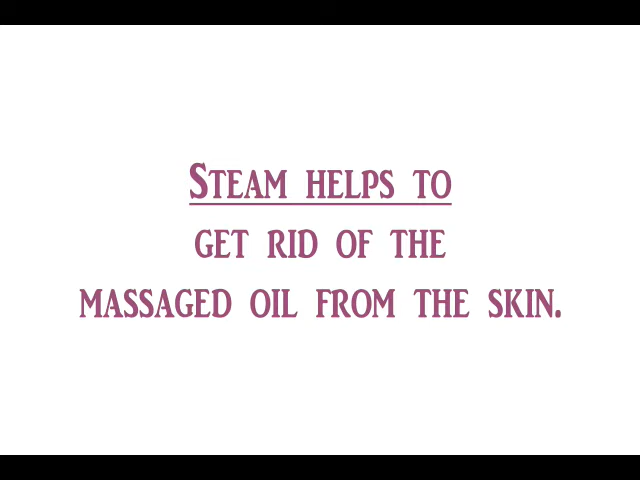 Steam helps to
get rid of the
massaged oil from the skin.